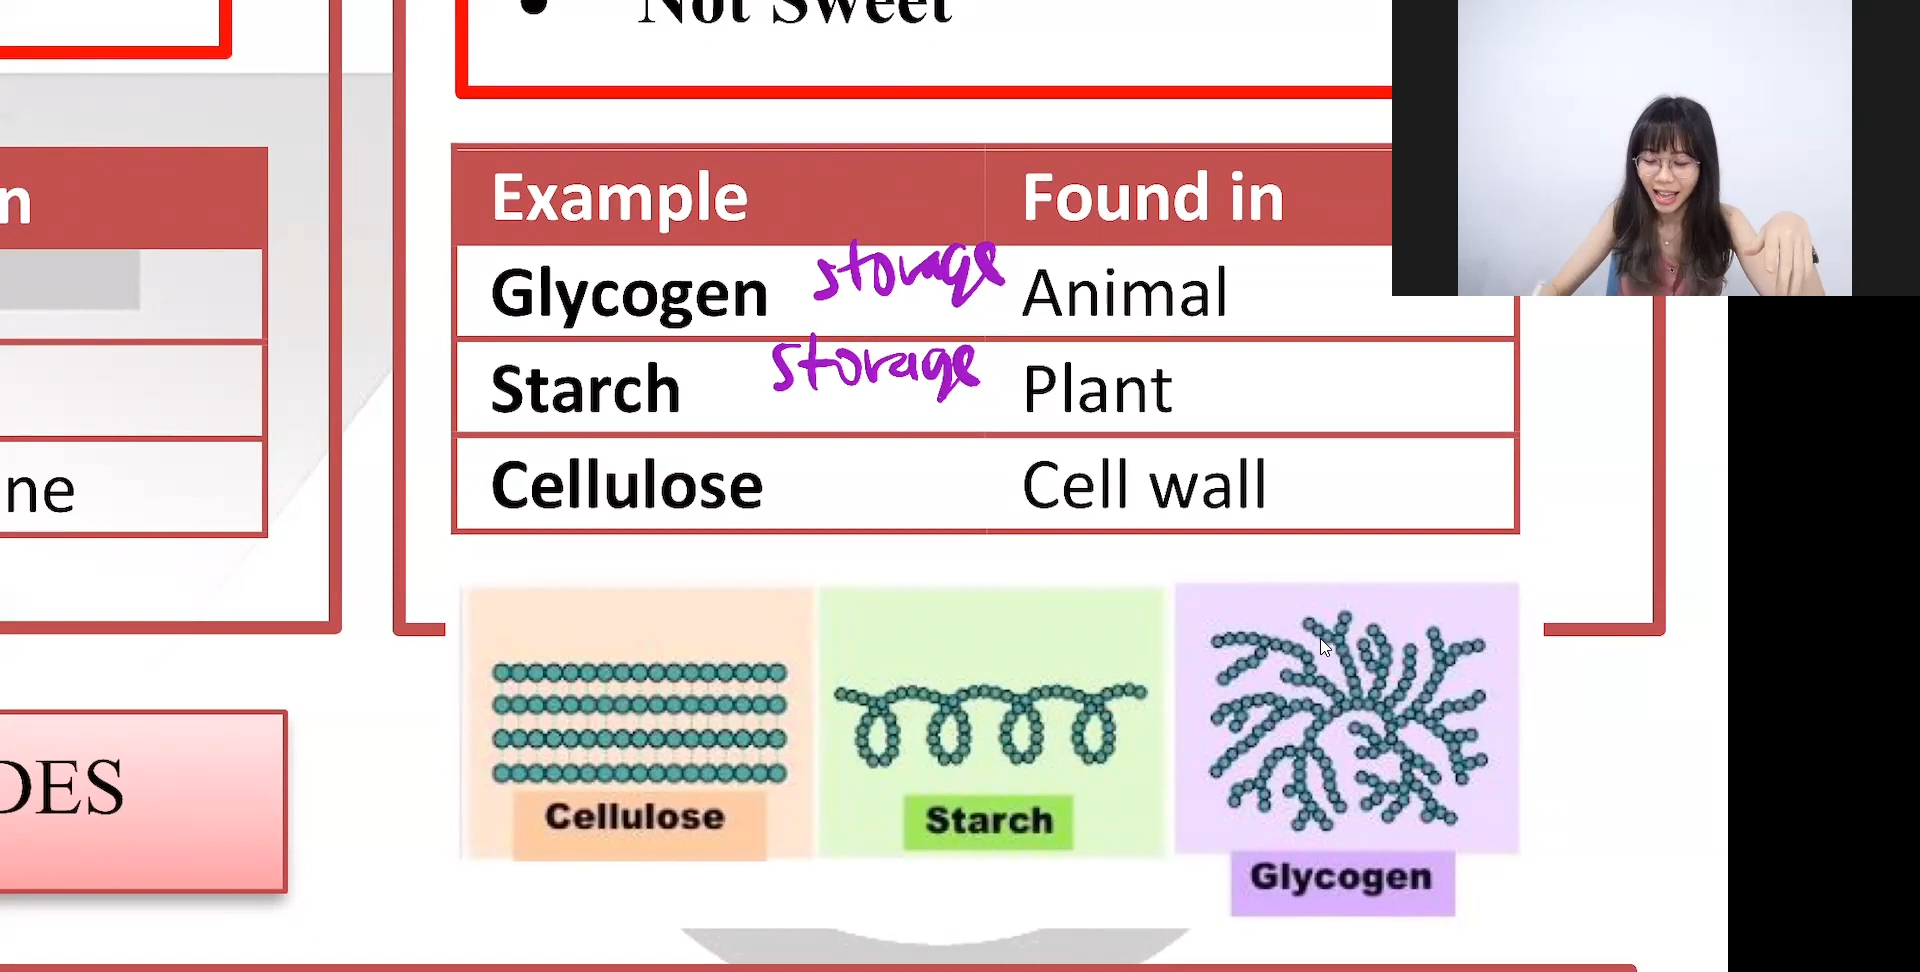 • Not Sweet
n
Example Found in
Glycogen storage Animal
Starch storage Plant
Cellulose Cell wall
ne
DES
Cellulose Starch Glycogen